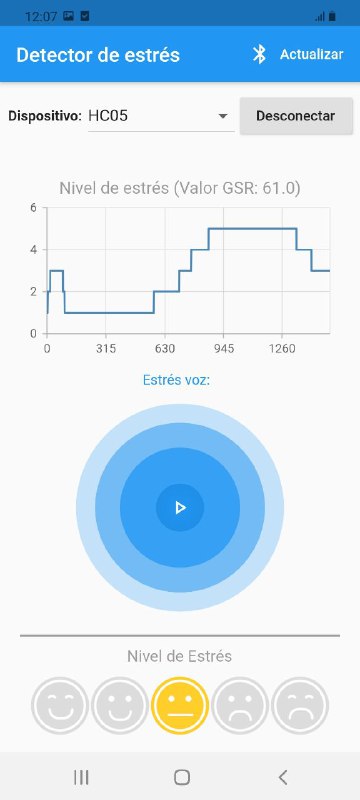 12:07
Detector de estrés
Actualizar
Dispositivo: HC05
Desconectar
Nivel de estrés (Valor GSR: 61.0)
6
4
2
0
0 315 630 945 1260
Estrés voz:
Nivel de Estrés